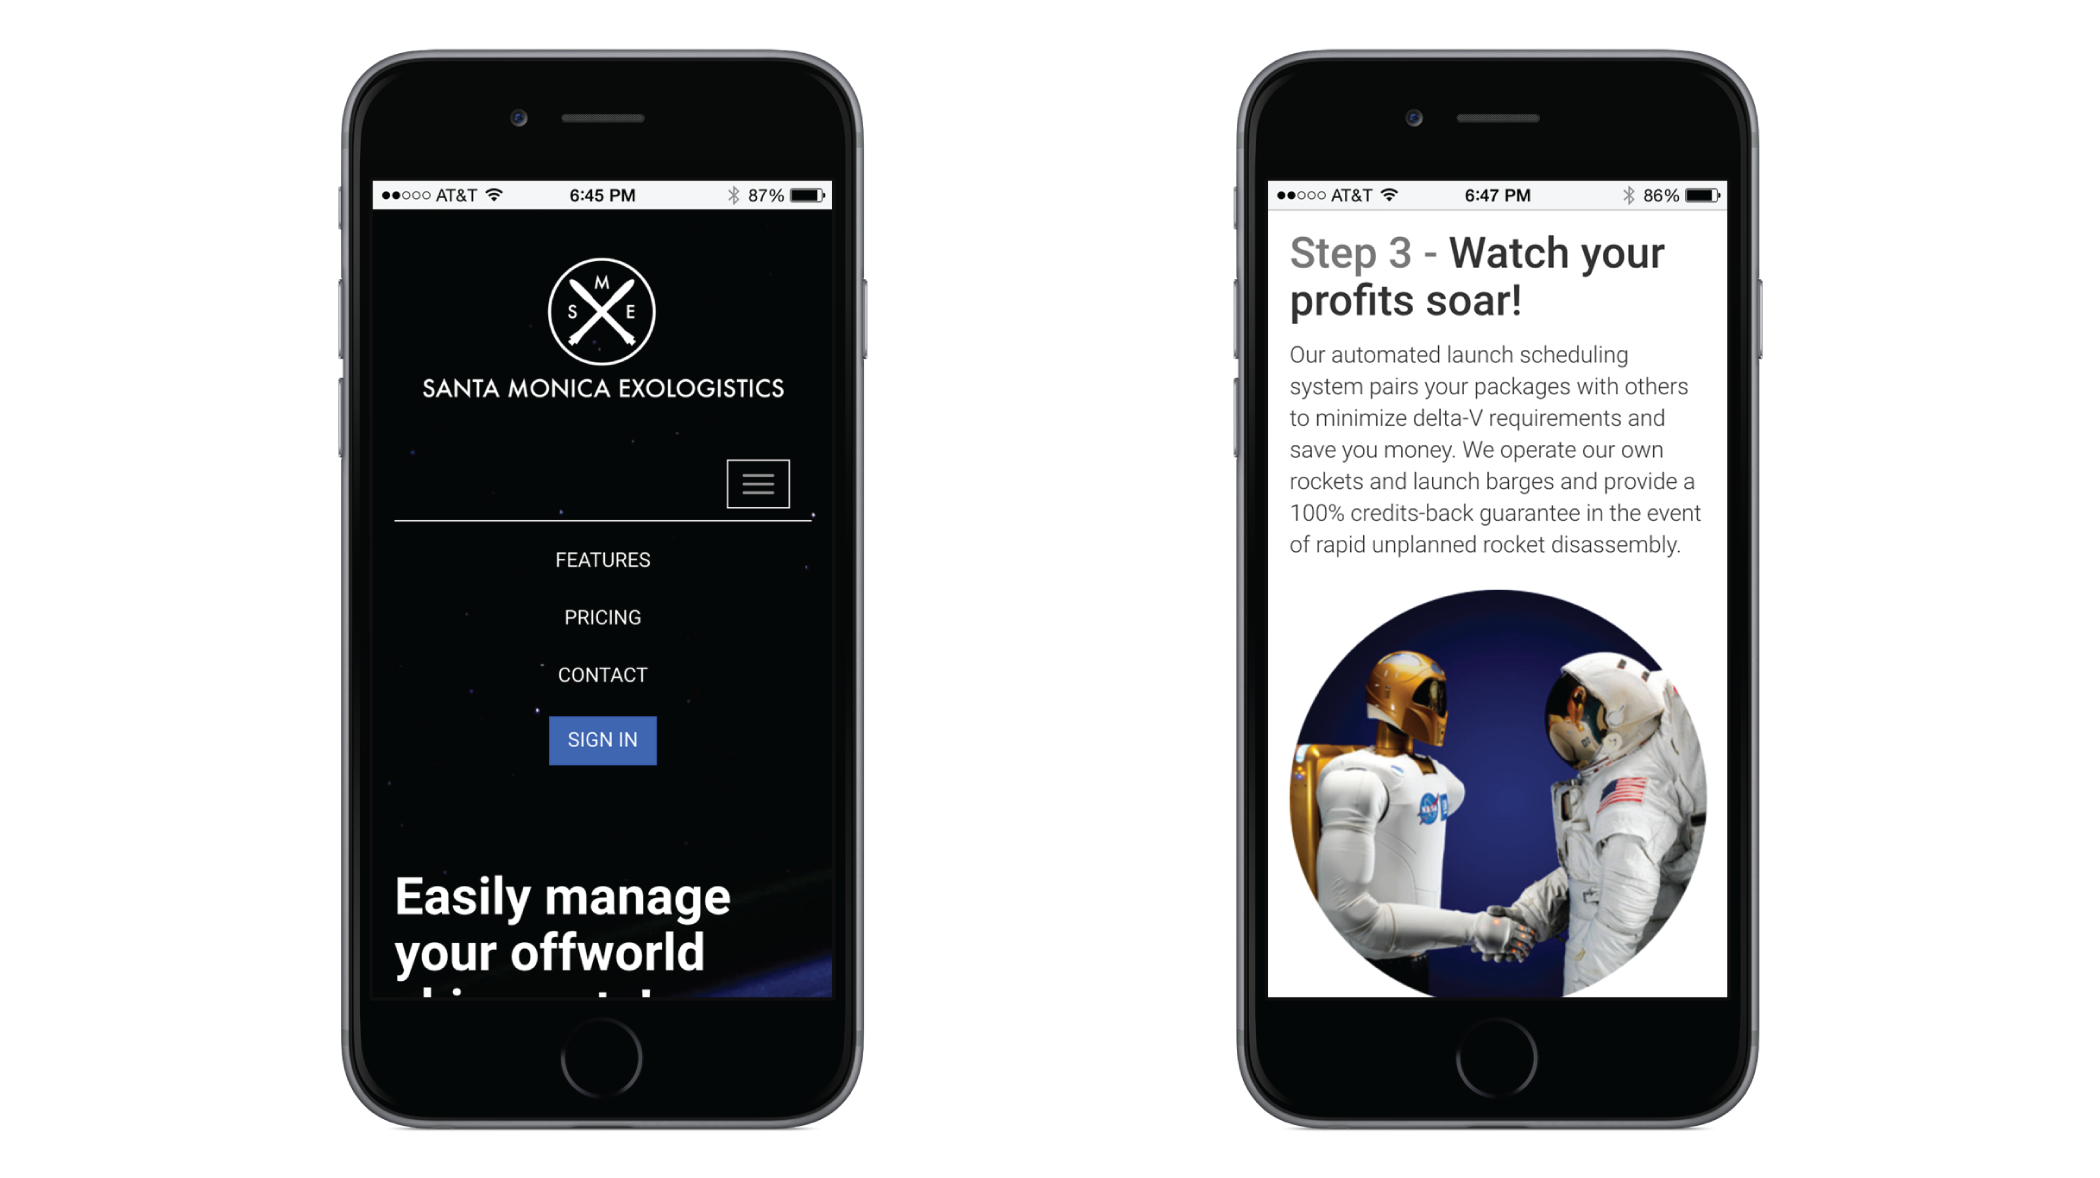 AT&T 6:45 PM 87%
M
S E
SANTA MONICA EXOLOGISTICS
FEATURES
PRICING
CONTACT
SIGN IN
Easily manage
your offworld
AT&T 6:47 PM 86%
Step 3 - Watch your
profits soar!
Our automated launch scheduling
system pairs your packages with others
to minimize delta-V requirements and
save you money. We operate our own
rockets and launch barges and provide a
100% credits-back guarantee in the event
of rapid unplanned rocket disassembly.
NASA